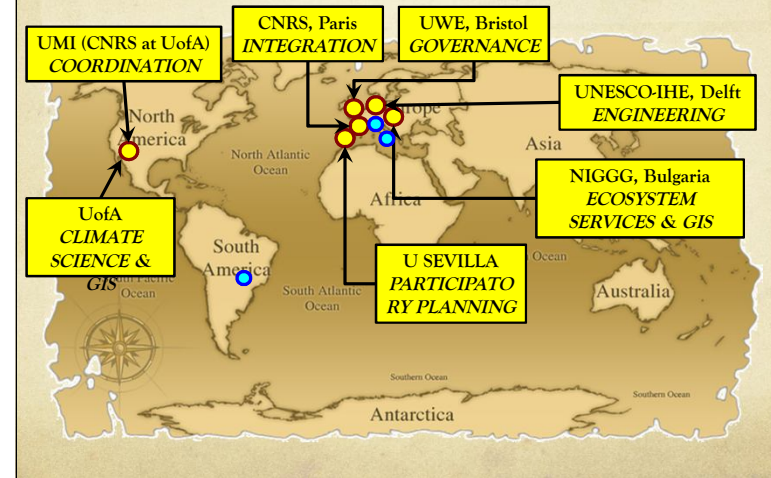 CNRS, Paris
INTEGRATION
UWE, Bristol
GOVERNANCE
UMI (CNRS at UofA)
COORDINATION
UNESCO-IHE, Delft
ENGINEERING
North
America
Europe
Asia
North Atlantic
Ocean
NIGGG, Bulgaria
ECOSYSTEM
SERVICES & GIS
Africa
UofA
CLIMATE
SCIENCE &
GIS
South
America
U SEVILLA
PARTICIPATO
RY PLANNING
Ocean
South Pacific
Ocean
South Atlantic
Ocean
Australia
Southern Ocean
Southern Ocean
Antarctica